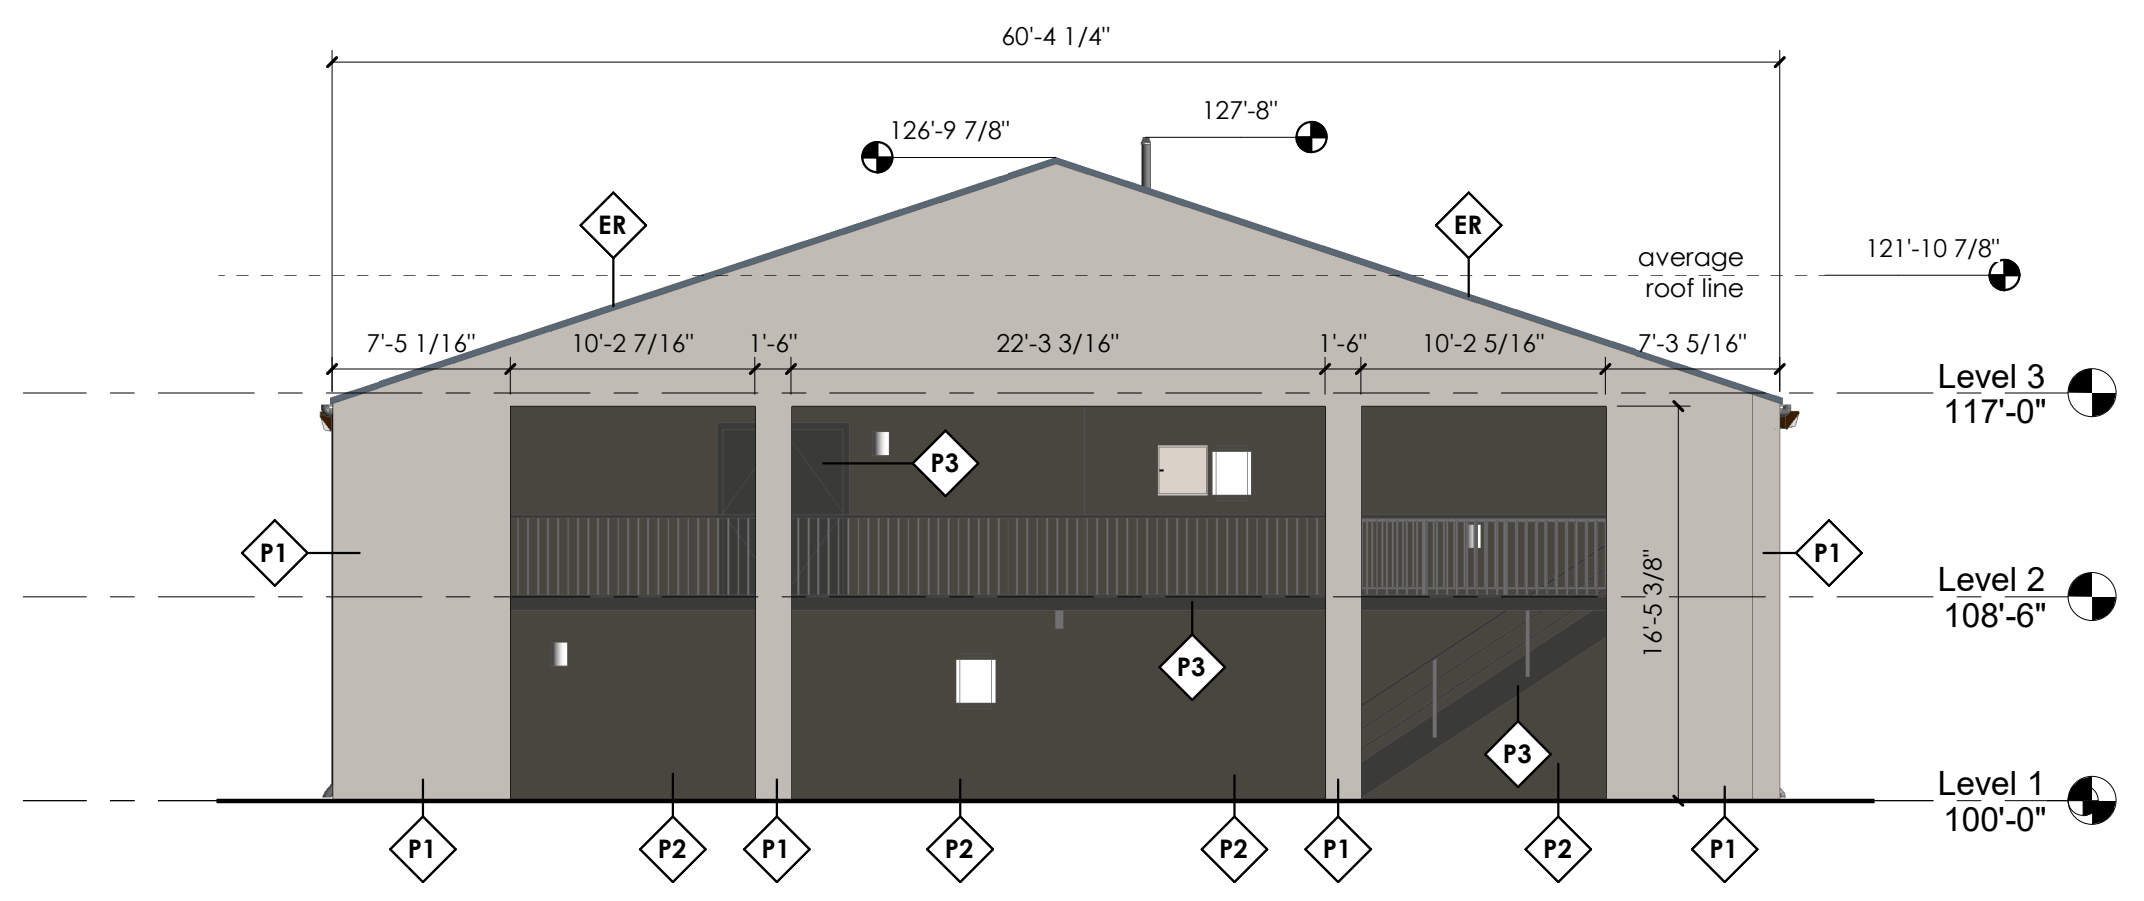 60'-4 1/4"
127'-8"
126'-9 7/8"
ER
ER
average
roof line
121'-10 7/8"
7'-5 1/16"
10'-2 7/16"
1'-6"
22'-3 3/16"
1'-6"
10'-2 5/16"
7'-3 5/16"
Level 3
117'-0"
P3
P1
P1
16'-5 3/8"
Level 2
108'-6"
P3
P3
Level 1
100'-0"
P1
P2
P1
P2
P2
P1
P2
P1